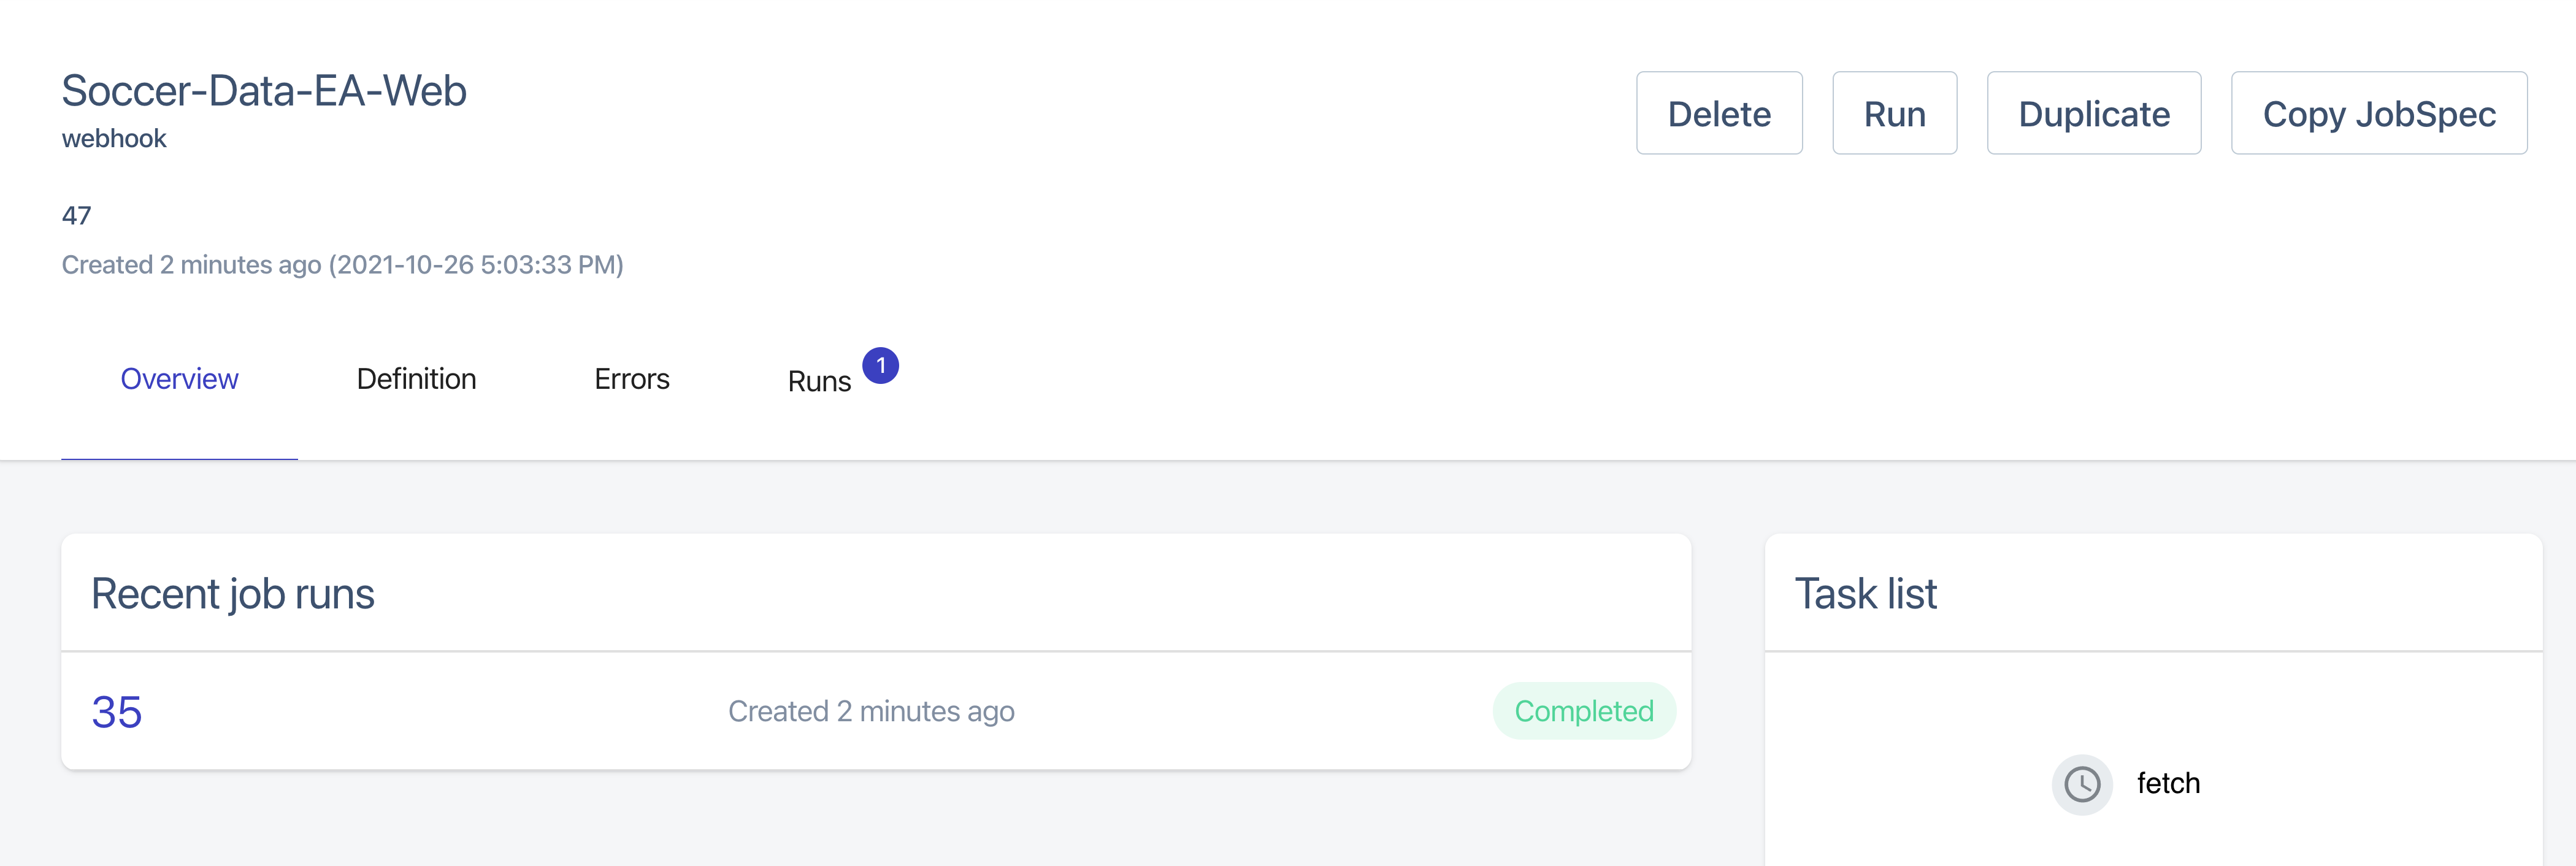 Soccer-Data-EA-Web
webhook
Delete
Run
Duplicate
Copy JobSpec
47
Created 2 minutes ago (2021-10-26 5:03:33 PM)
Overview
Definition
Errors
Runs 1
Recent job runs
35 Created 2 minutes ago Completed
Task list
fetch